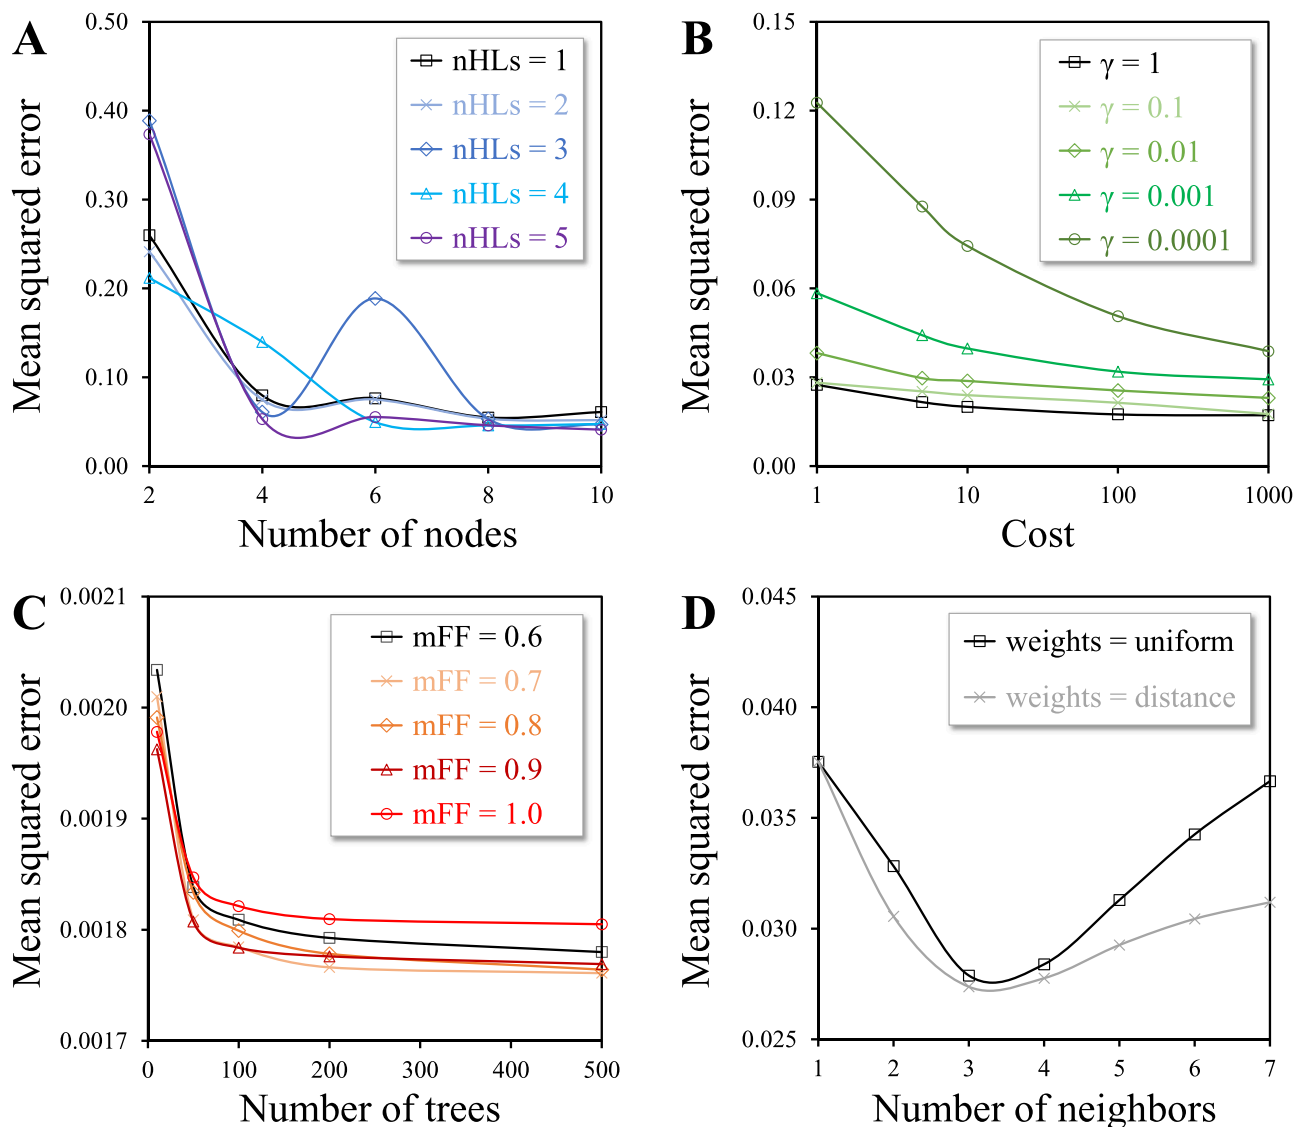 A
Mean squared error
0.50
0.40
0.30
0.20
0.10
0.00
2
4
6
8
10
Number of nodes
nHLs = 1
nHLs = 2
nHLs = 3
nHLs = 4
nHLs = 5
B
Mean squared error
0.15
0.12
0.09
0.06
0.03
0.00
1
10
100
1000
Cost
γ = 1
γ = 0.1
γ = 0.01
γ = 0.001
γ = 0.0001
C
Mean squared error
0.0021
0.0020
0.0019
0.0018
0.0017
0
100
200
300
400
500
Number of trees
mFF = 0.6
mFF = 0.7
mFF = 0.8
mFF = 0.9
mFF = 1.0
D
Mean squared error
0.045
0.040
0.035
0.030
0.025
1
2
3
4
5
6
7
Number of neighbors
weights = uniform
weights = distance